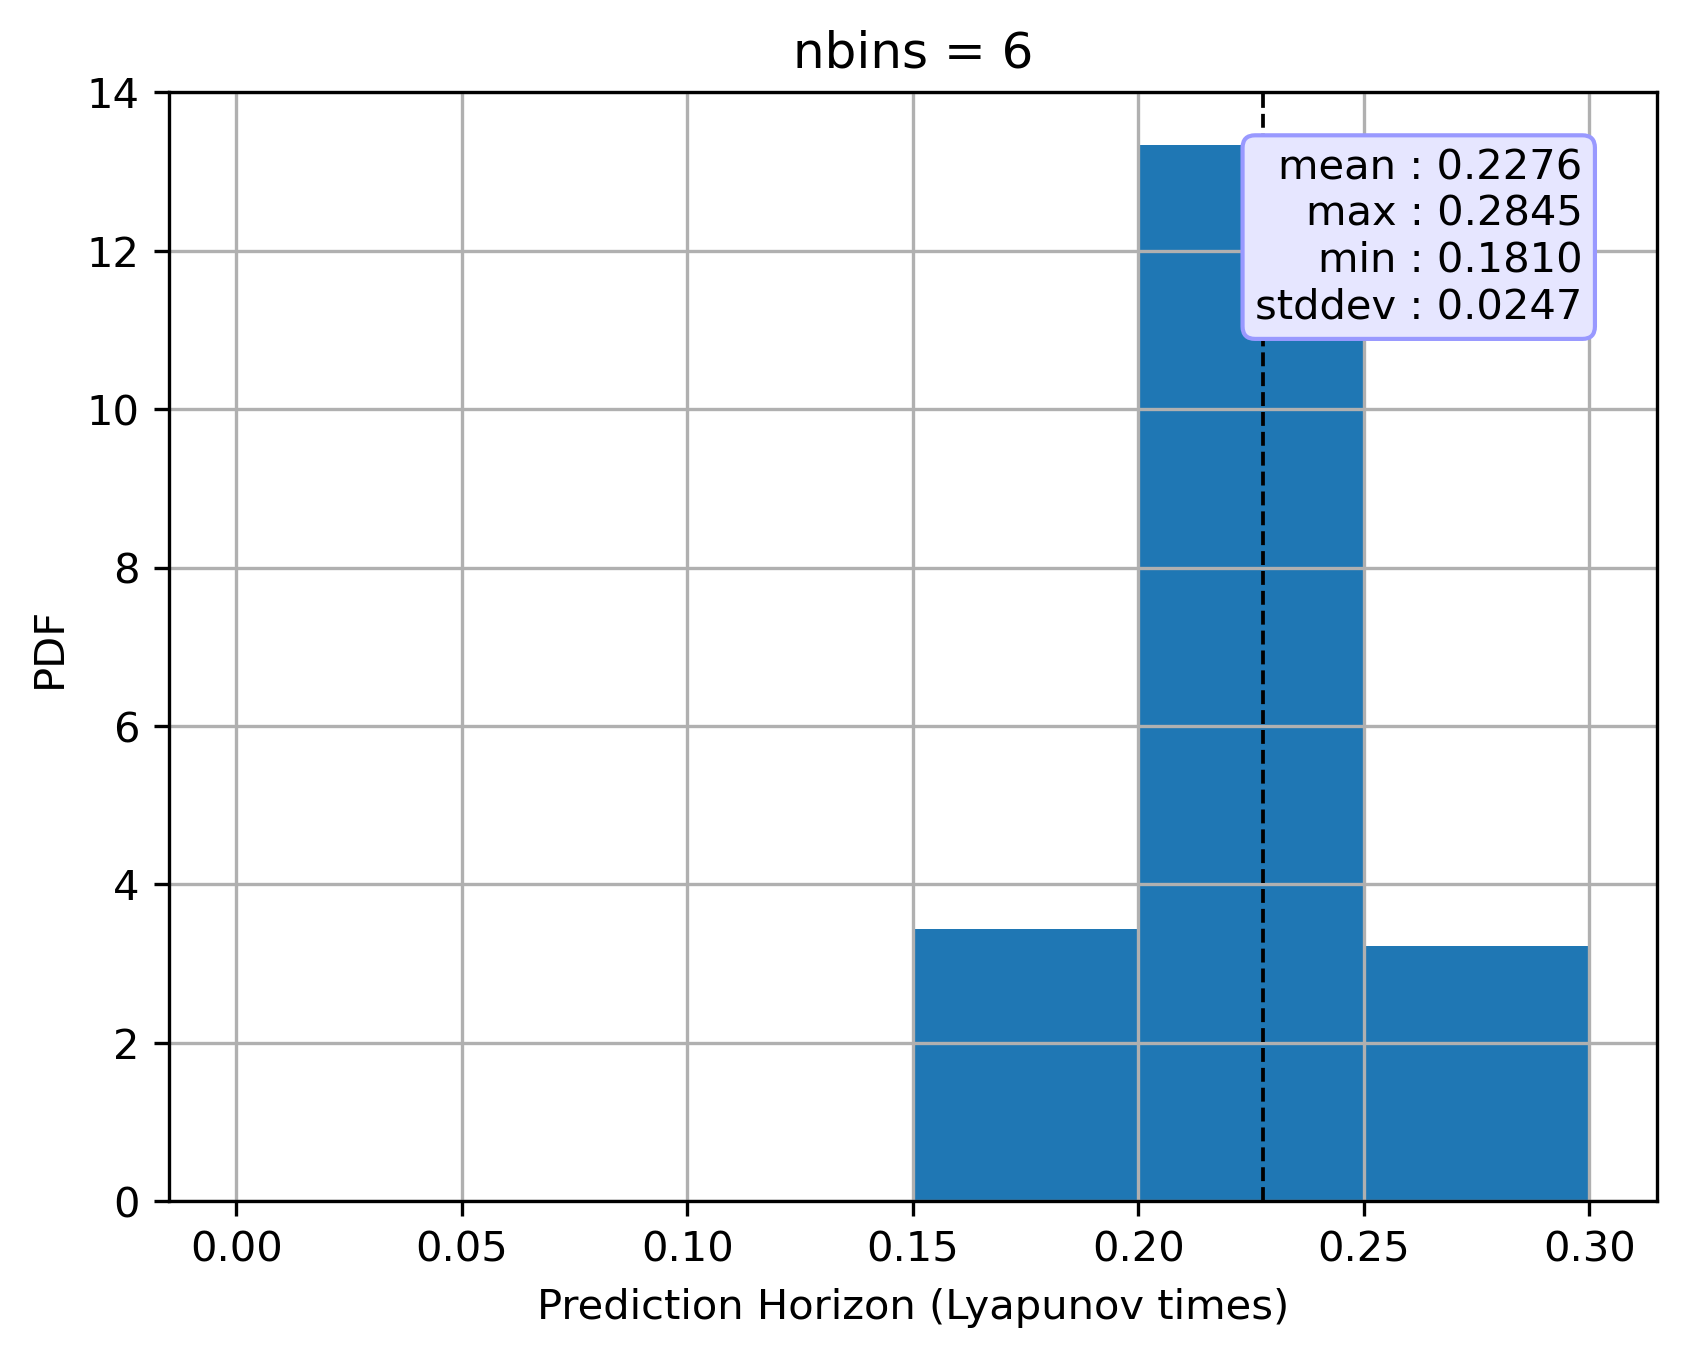 nbins = 6
14
12
10
8
6
4
2
0
PDF
mean : 0.2276
max : 0.2845
min : 0.1810
stddev : 0.0247
0.00 0.05 0.10 0.15 0.20 0.25 0.30
Prediction Horizon (Lyapunov times)